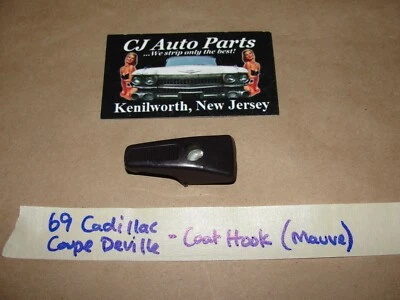 CJ Auto Parts
...We strip only the best!
Kenilworth, New Jersey
69 Cadillac
Coupe Deville - Coat Hook (Mauve)